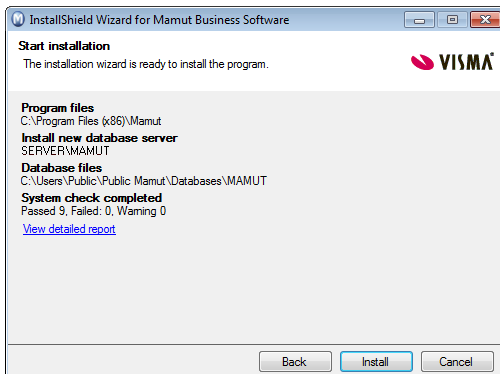 InstallShield Wizard for Mamut Business Software
Start installation
The installation wizard is ready to install the program.
VISMA
Program files
C:\Program Files (x86)\Mamut
Install new database server
SERVER\MAMUT
Database files
C:\Users\Public\Public Mamut\Databases\MAMUT
System check completed
Passed 9, Failed: 0, Warning 0
View detailed report
Back
Install
Cancel